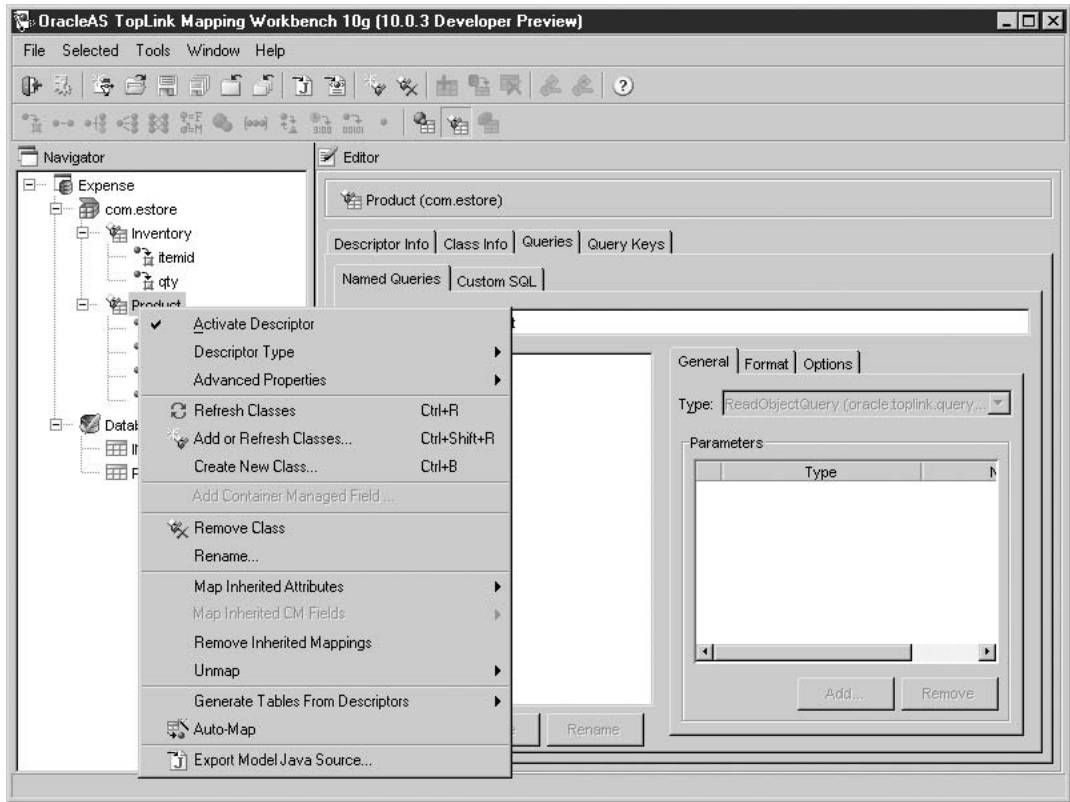 OracleAS TopLink Mapping Workbench 10g (10.0.3 Developer Preview)
File Selected Tools Window Help
Navigator
Editor
Expense
com.estore
Inventory
itemid
qty
Product
Product (com.estore)
Descriptor Info Class Info Queries Query Keys
Named Queries Custom SQL
Activate Descriptor
Descriptor Type
Advanced Properties
Refresh Classes Ctrl+R
Add or Refresh Classes... Ctrl+Shift+R
Create New Class... Ctrl+B
Add Container Managed Field ...
Remove Class
Rename...
Map Inherited Attributes
Map Inherited CM Fields
Remove Inherited Mappings
Unmap
Generate Tables From Descriptors
Auto-Map
Export Model Java Source...
General Format Options
Type: ReadObjectQuery (oracle.toplink.query...
Parameters
Type N
Add... Remove
Rename